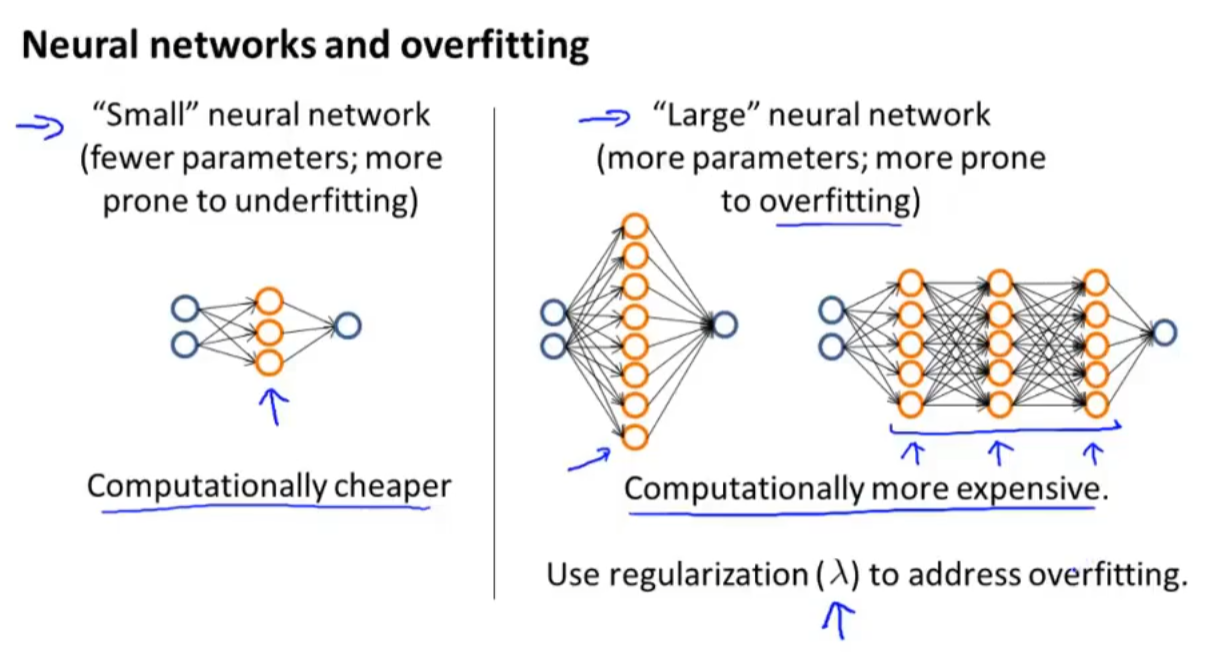 Neural networks and overfitting
“Small” neural network
(fewer parameters; more
prone to underfitting)
Computationally cheaper
“Large” neural network
(more parameters; more prone
to overfitting)
Computationally more expensive.
Use regularization (λ) to address overfitting.